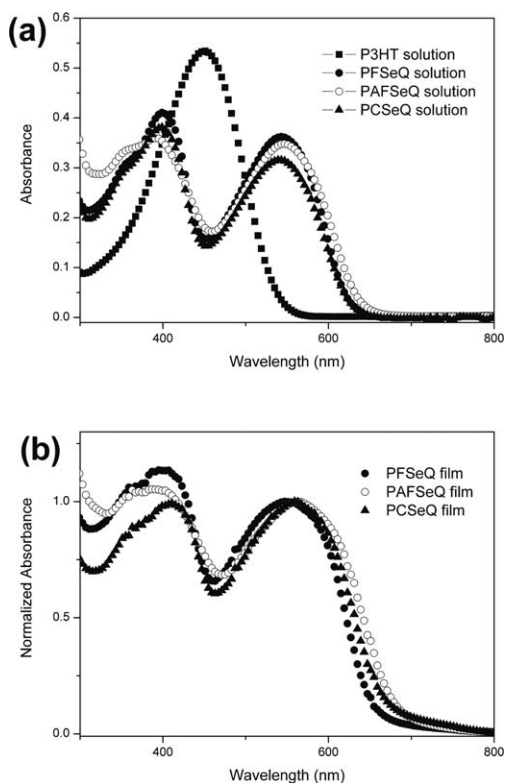 (a)
0.6
0.5
0.4
0.3
0.2
0.1
0.0
Absorbance
P3HT solution
PFSeQ solution
PAFSeQ solution
PCSeQ solution
400 600 800
Wavelength (nm)
(b)
1.0
0.5
0.0
Normalized Absorbance
PFSeQ film
PAFSeQ film
PCSeQ film
400 600 800
Wavelength (nm)